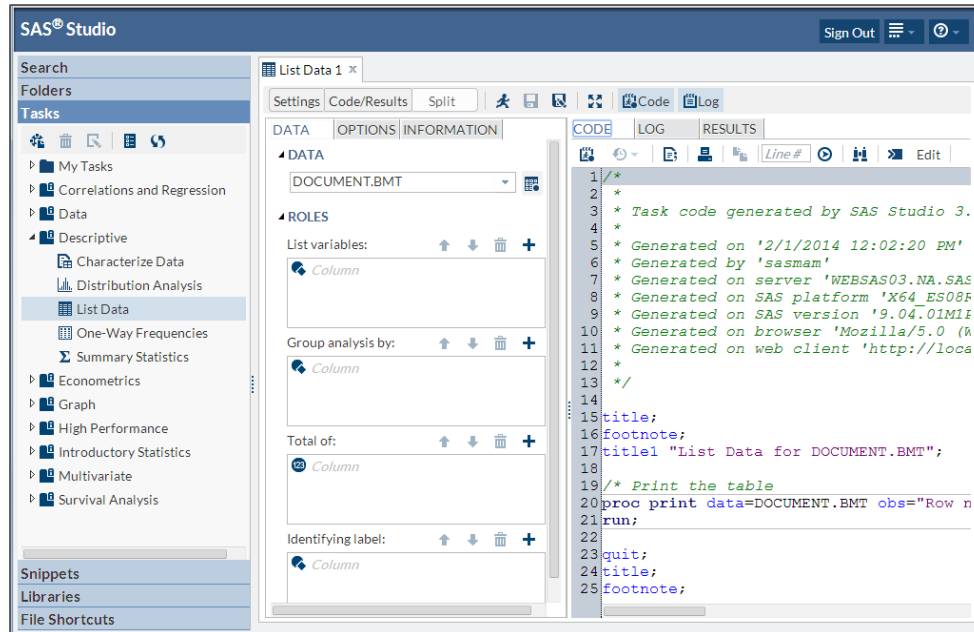 SAS® Studio
Sign Out
Search
Folders
Tasks
My Tasks
Correlations and Regression
Data
Descriptive
Characterize Data
Distribution Analysis
List Data
One-Way Frequencies
Summary Statistics
Econometrics
Graph
High Performance
Introductory Statistics
Multivariate
Survival Analysis
Snippets
Libraries
File Shortcuts
List Data 1
Settings Code/Results Split Code Log
DATA OPTIONS INFORMATION
DATA
DOCUMENT.BMT
ROLES
List variables:
Column
Group analysis by:
Column
Total of:
123 Column
Identifying label:
Column
CODE LOG RESULTS
Line # Edit
1 /*
2 *
3 * Task code generated by SAS Studio 3.
4 *
5 * Generated on '2/1/2014 12:02:20 PM'
6 * Generated by 'sasmam'
7 * Generated on server 'WEBSAS03.NA.SAS
8 * Generated on SAS platform 'X64_ES08R
9 * Generated on SAS version '9.04.01M1P
10 * Generated on browser 'Mozilla/5.0 (W
11 * Generated on web client 'http://loca
12 *
13 */
14
15 title;
16 footnote;
17 title1 "List Data for DOCUMENT.BMT";
18
19 /* Print the table
20 proc print data=DOCUMENT.BMT obs="Row n
21 run;
22
23 quit;
24 title;
25 footnote;